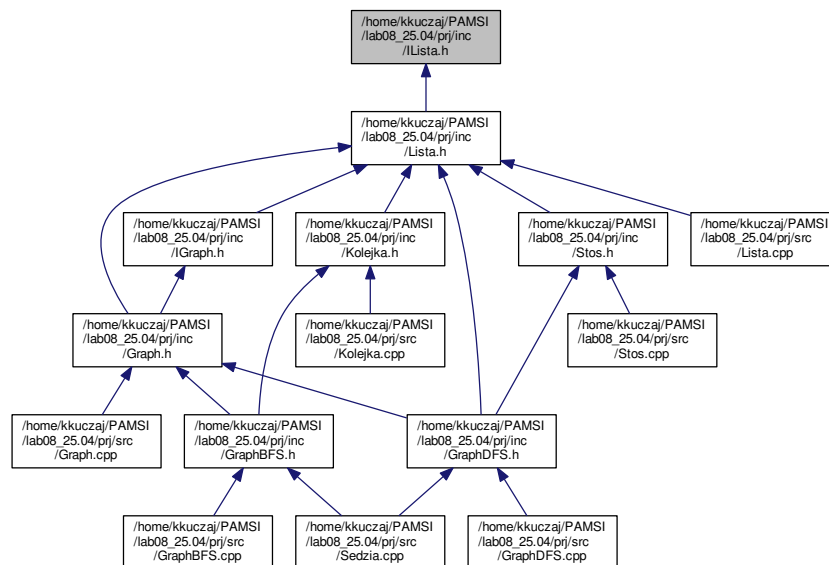 /home/kkuczaj/PAMSI
/lab08_25.04/prj/inc
/ILista.h
/home/kkuczaj/PAMSI
/lab08_25.04/prj/inc
/Lista.h
/home/kkuczaj/PAMSI
/lab08_25.04/prj/inc
/IGraph.h
/home/kkuczaj/PAMSI
/lab08_25.04/prj/inc
/Kolejka.h
/home/kkuczaj/PAMSI
/lab08_25.04/prj/inc
/Stos.h
/home/kkuczaj/PAMSI
/lab08_25.04/prj/src
/Lista.cpp
/home/kkuczaj/PAMSI
/lab08_25.04/prj/inc
/Graph.h
/home/kkuczaj/PAMSI
/lab08_25.04/prj/src
/Kolejka.cpp
/home/kkuczaj/PAMSI
/lab08_25.04/prj/src
/Stos.cpp
/home/kkuczaj/PAMSI
/lab08_25.04/prj/src
/Graph.cpp
/home/kkuczaj/PAMSI
/lab08_25.04/prj/inc
/GraphBFS.h
/home/kkuczaj/PAMSI
/lab08_25.04/prj/inc
/GraphDFS.h
/home/kkuczaj/PAMSI
/lab08_25.04/prj/src
/GraphBFS.cpp
/home/kkuczaj/PAMSI
/lab08_25.04/prj/src
/Sedzia.cpp
/home/kkuczaj/PAMSI
/lab08_25.04/prj/src
/GraphDFS.cpp